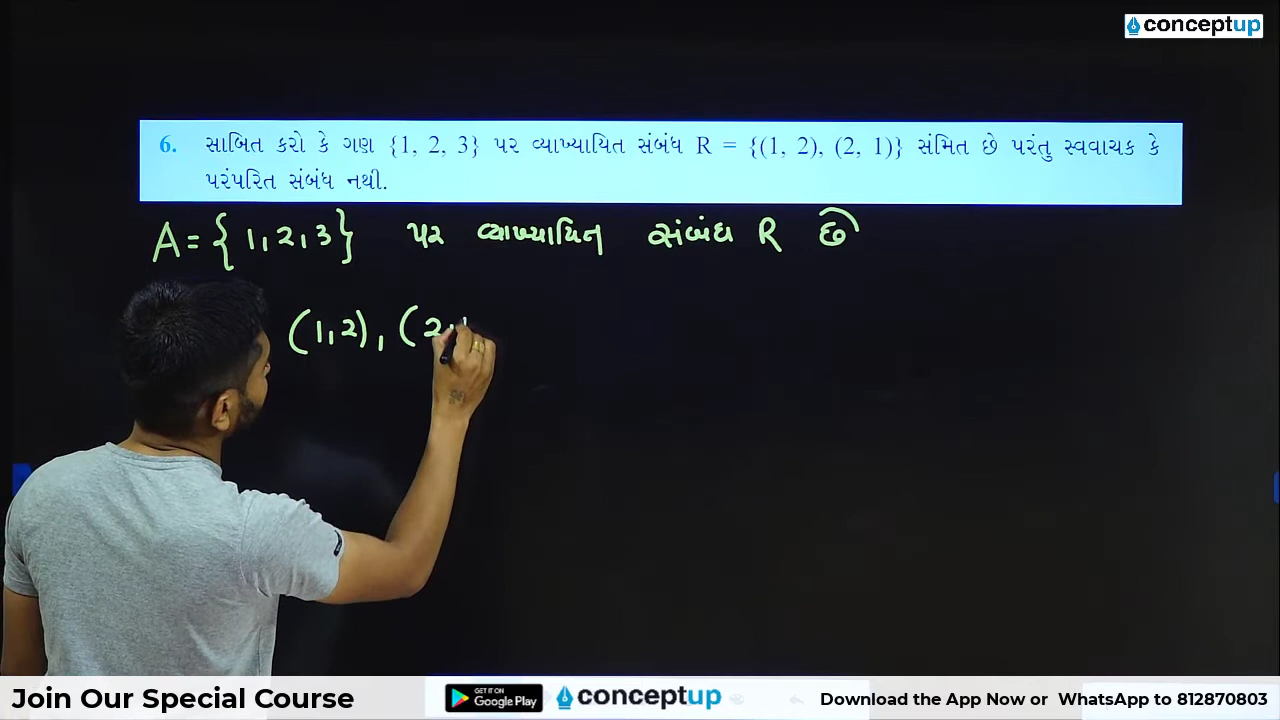 conceptup
6. સાબિત કરો કે ગણ {1, 2, 3} પર વ્યાખ્યાયિત સંબંધ R = {(1, 2), (2, 1)} સંમિત છે પરંતુ સ્વવાચક કે
પરંપરિત સંબંધ નથી.
A = {1, 2, 3} પર વ્યાખ્યાયિત સંબંધ R છે
(1, 2), (2, 1
Join Our Special Course
GET IT ON
Google Play
conceptup
Download the App Now or WhatsApp to 812870803